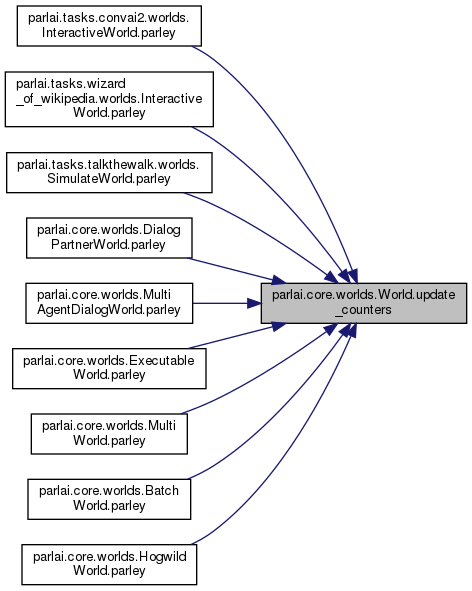 parlai.tasks.convai2.worlds.
InteractiveWorld.parley
parlai.tasks.wizard
_of_wikipedia.worlds.Interactive
World.parley
parlai.tasks.talkthewalk.worlds.
SimulateWorld.parley
parlai.core.worlds.Dialog
PartnerWorld.parley
parlai.core.worlds.Multi
AgentDialogWorld.parley
parlai.core.worlds.World.update
_counters
parlai.core.worlds.Executable
World.parley
parlai.core.worlds.Multi
World.parley
parlai.core.worlds.Batch
World.parley
parlai.core.worlds.Hogwild
World.parley